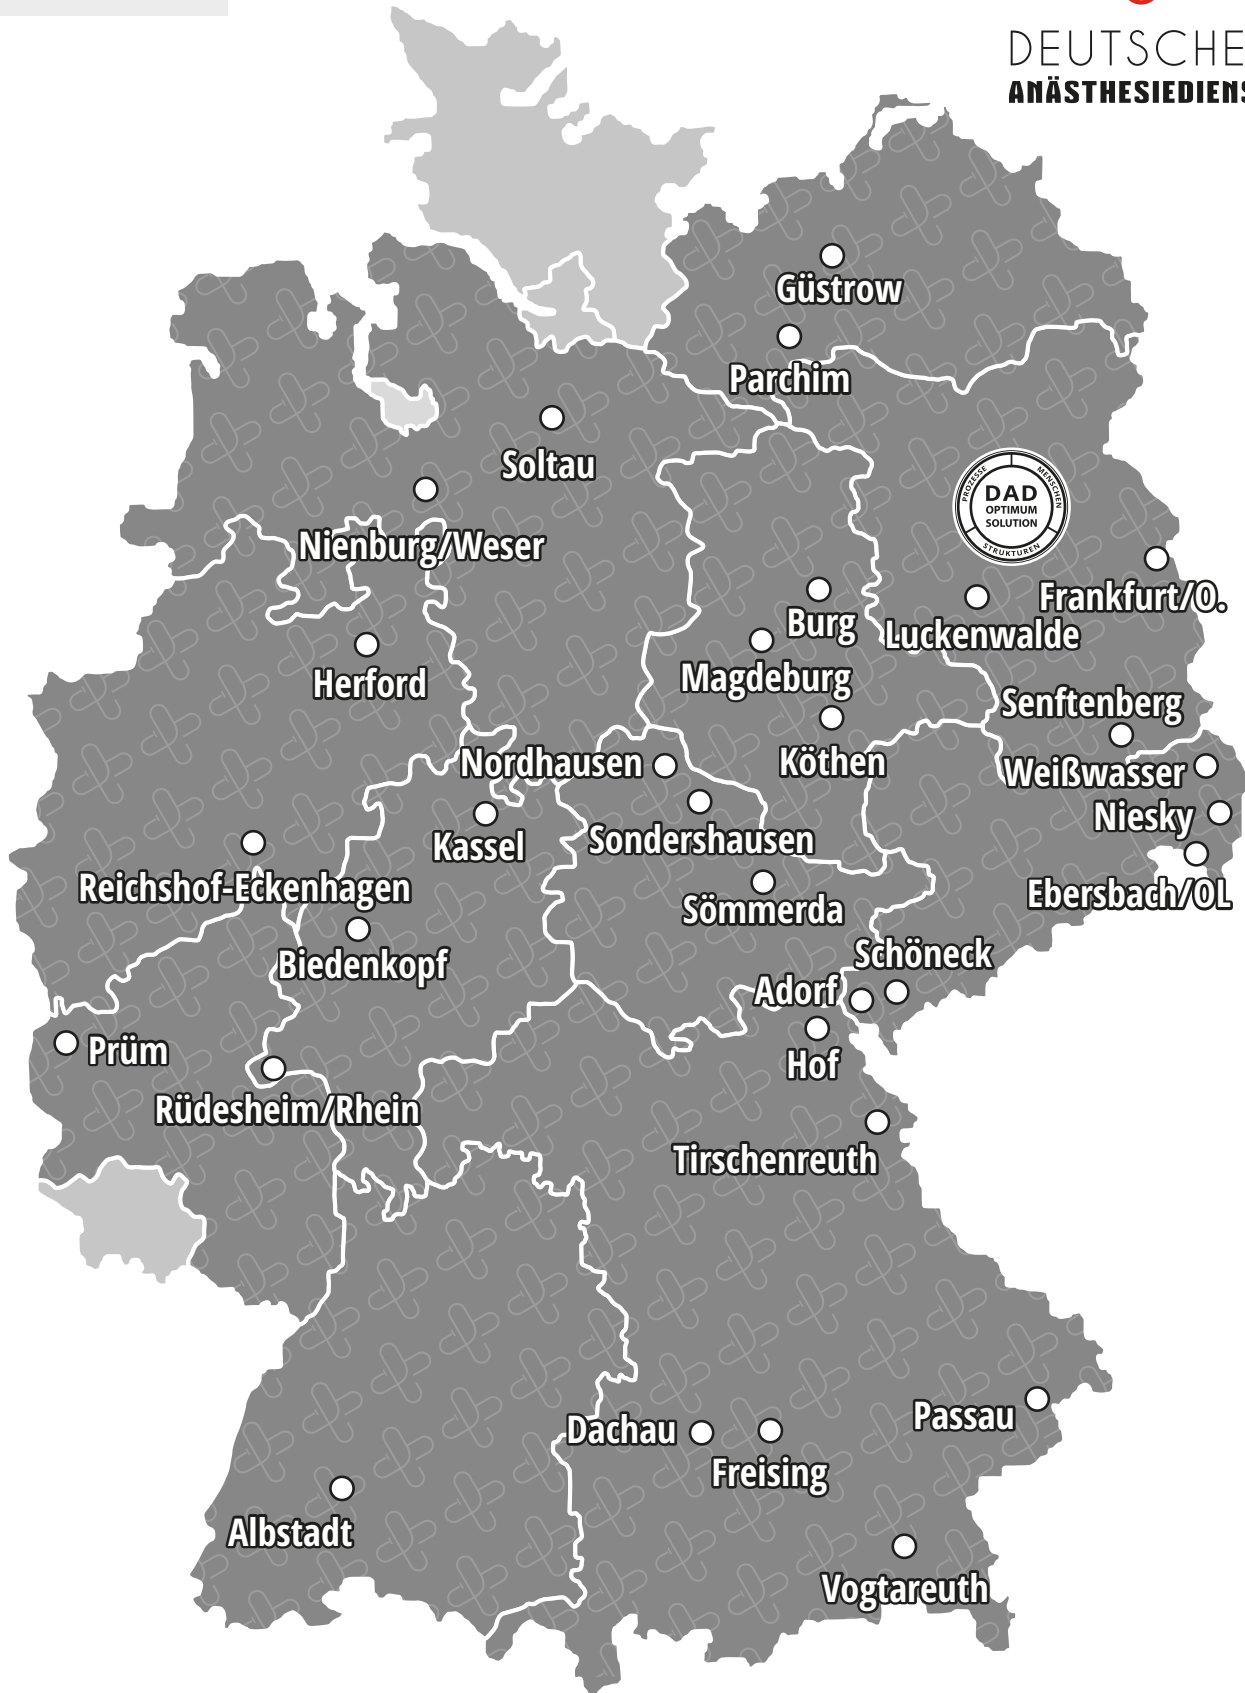 DEUTSCHE
ANÄSTHESIEDIENS
Güstrow
Parchim
Soltau
PROZESSE
MENSCHEN
DAD
OPTIMUM
SOLUTION
STRUKTUREN
Nienburg/Weser
Frankfurt/O.
Burg
Luckenwalde
Herford
Magdeburg
Senftenberg
Nordhausen
Köthen
Weißwasser
Niesky
Kassel
Sondershausen
Reichshof-Eckenhagen
Ebersbach/OL
Sömmerda
Biedenkopf
Schöneck
Adorf
Prüm
Hof
Rüdesheim/Rhein
Tirschenreuth
Passau
Dachau
Freising
Albstadt
Vogtareuth